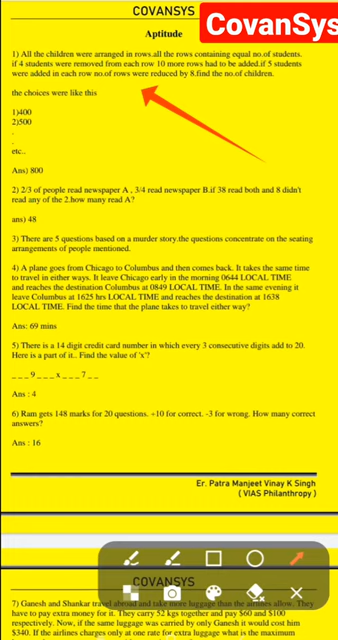 COVANSYS
CovanSys
Aptitude
1) All the children were arranged in rows.all the rows containing equal no.of students.
if 4 students were removed from each row 10 more rows had to be added.if 5 students
were added in each row no.of rows were reduced by 8.find the no.of children.
the choices were like this
1)400
2)500
.
.
etc..
Ans) 800
2) 2/3 of people read newspaper A , 3/4 read newspaper B.if 38 read both and 8 didn't
read any of the 2.how many read A?
ans) 48
3) There are 5 questions based on a murder story.the questions concentrate on the seating
arrangements of people mentioned.
4) A plane goes from Chicago to Columbus and then comes back. It takes the same time
to travel in either ways. It leave Chicago early in the morning 0644 LOCAL TIME
and reaches the destination Columbus at 0849 LOCAL TIME. In the same evening it
leave Columbus at 1625 hrs LOCAL TIME and reaches the destination at 1638
LOCAL TIME. Find the time that the plane takes to travel either way?
Ans: 69 mins
5) There is a 14 digit credit card number in which every 3 consecutive digits add to 20.
Here is a part of it.. Find the value of 'x'?
_ _ _ 9 _ _ _ x _ _ _ 7 _ _
Ans : 4
6) Ram gets 148 marks for 20 questions. +10 for correct. -3 for wrong. How many correct
answers?
Ans : 16
Er. Patra Manjeet Vinay K Singh
( VIAS Philanthropy )
COVANSYS
7) Ganesh and Shankar travel abroad and take more luggage than the airlines allow. They
have to pay extra money for it. They carry 52 kgs together and pay $60 and $100
respectively. Now, if the same luggage was carried by only Ganesh it would cost him
$340. If the airlines charges only at one rate for extra luggage what is the maximum